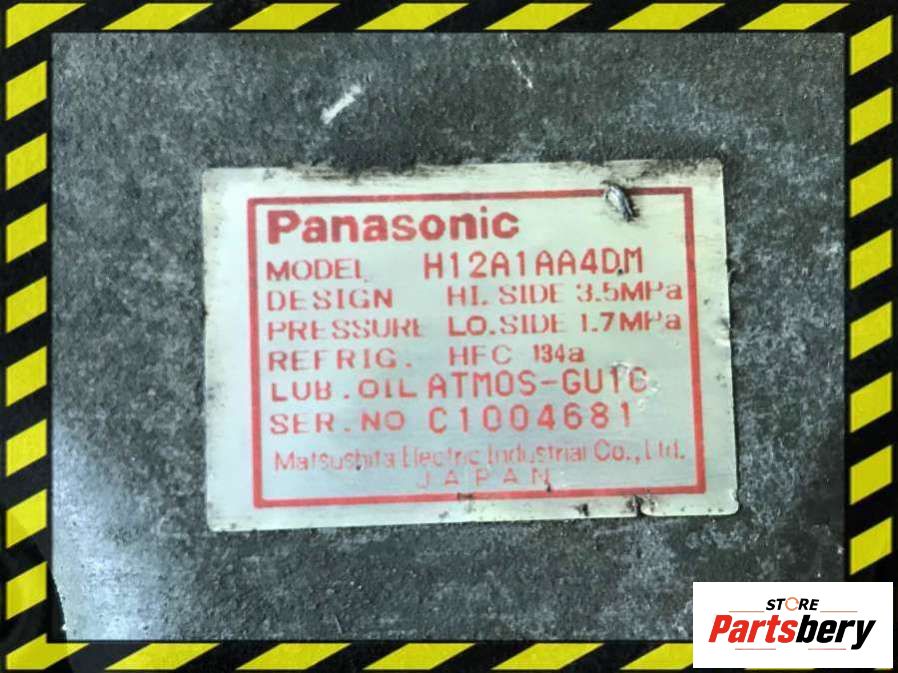 Panasonic
MODEL H12A1AA4DM
DESIGN HI.SIDE 3.5MPa
PRESSURE LO.SIDE 1.7MPa
REFRIG. HFC 134a
LUB.OIL ATMOS-GU10
SER.NO C1004681
Matsushita Electric Industrial Co., Ltd.
JAPAN
STORE
Partsbery